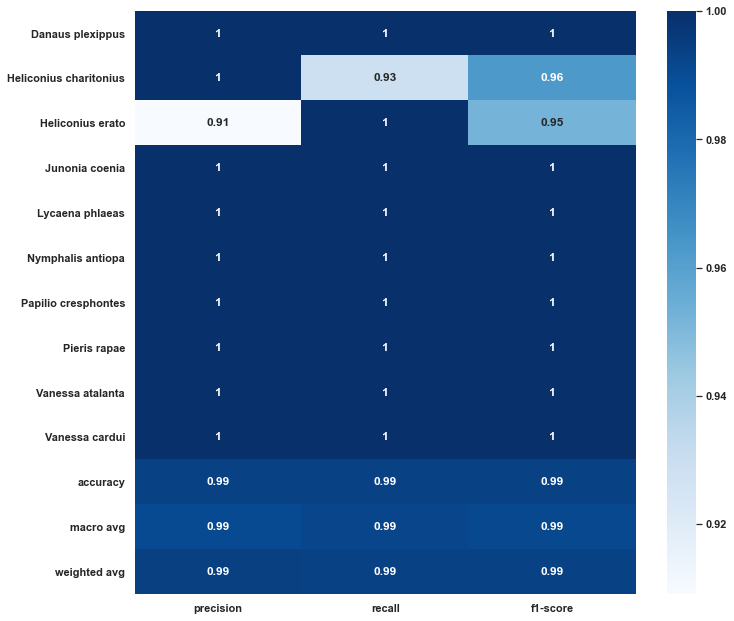 Danaus plexippus 1 1 1
Heliconius charitonius 1 0.93 0.96
Heliconius erato 0.91 1 0.95
Junonia coenia 1 1 1
Lycaena phlaeas 1 1 1
Nymphalis antiopa 1 1 1
Papilio cresphontes 1 1 1
Pieris rapae 1 1 1
Vanessa atalanta 1 1 1
Vanessa cardui 1 1 1
accuracy 0.99 0.99 0.99
macro avg 0.99 0.99 0.99
weighted avg 0.99 0.99 0.99
precision recall f1-score
1.00
0.98
0.96
0.94
0.92